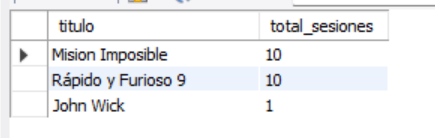 titulo total_sesiones
Mision Imposible 10
Rápido y Furioso 9 10
John Wick 1